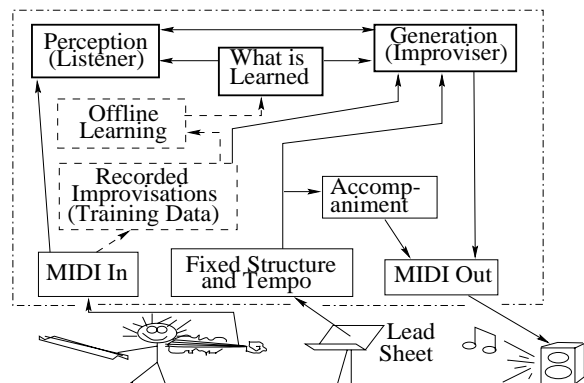 Perception
(Listener)
What is
Learned
Generation
(Improviser)
Offline
Learning
Recorded
Improvisations
(Training Data)
Accomp-
animent
MIDI In
Fixed Structure
and Tempo
MIDI Out
Lead
Sheet